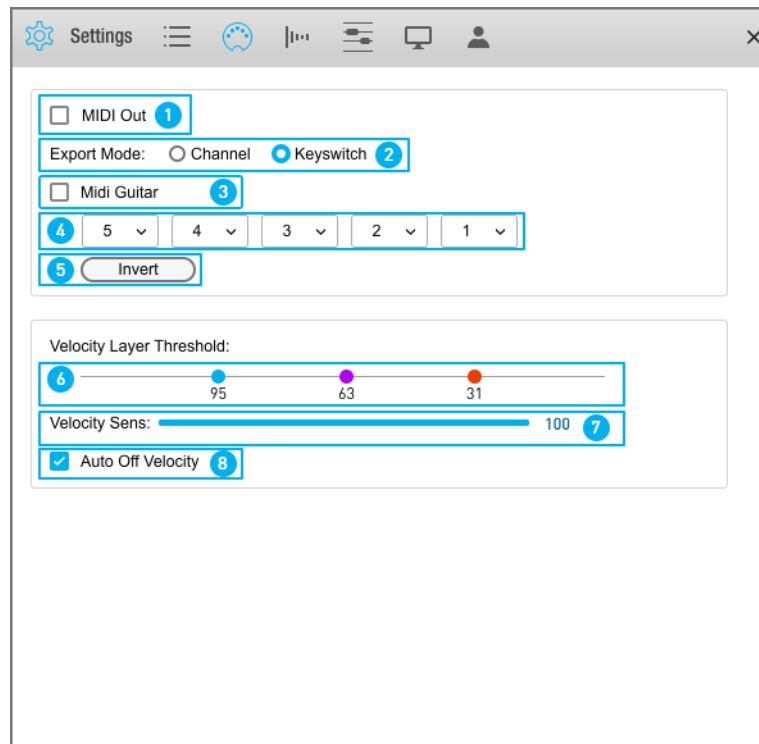 Settings
MIDI Out 1
Export Mode: Channel Keyswitch 2
Midi Guitar 3
4 5 4 3 2 1
5 Invert
Velocity Layer Threshold:
6
95 63 31
Velocity Sens: 100 7
Auto Off Velocity 8